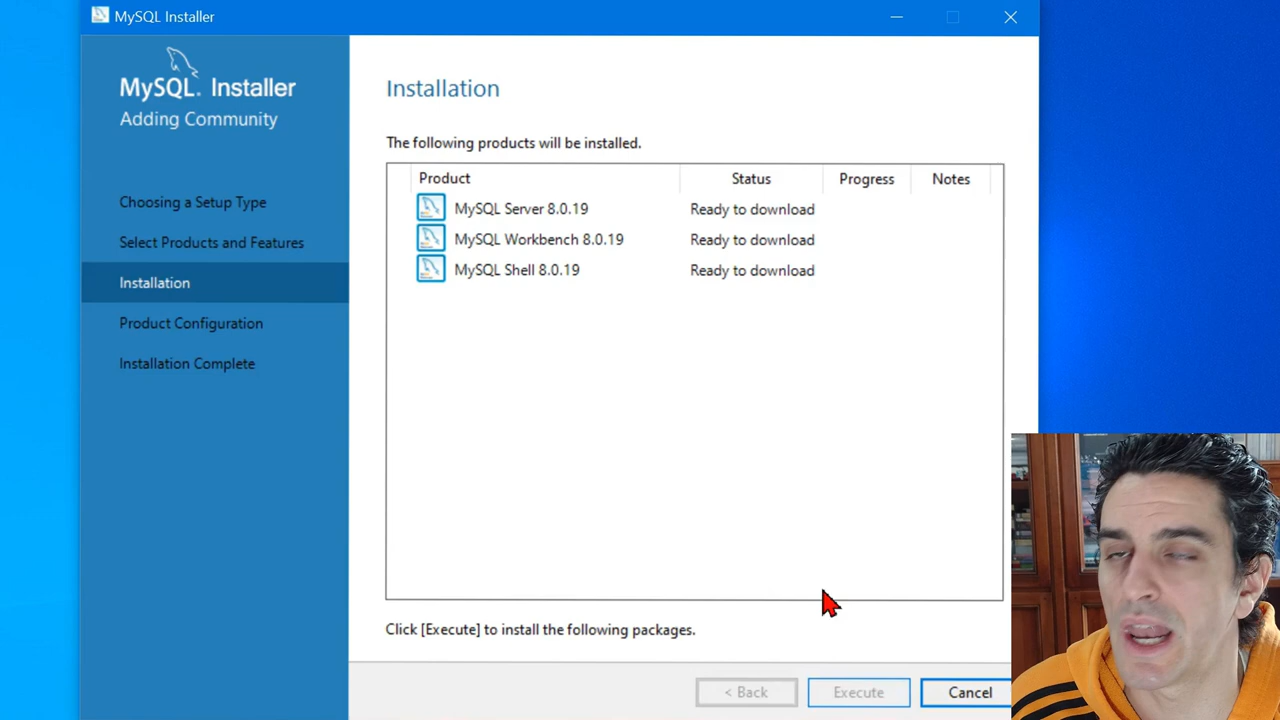 MySQL Installer
MySQL. Installer
Adding Community
Choosing a Setup Type
Select Products and Features
Installation
Product Configuration
Installation Complete
Installation
The following products will be installed.
Product Status Progress Notes
MySQL Server 8.0.19 Ready to download
MySQL Workbench 8.0.19 Ready to download
MySQL Shell 8.0.19 Ready to download
Click [Execute] to install the following packages.
< Back Execute Cancel